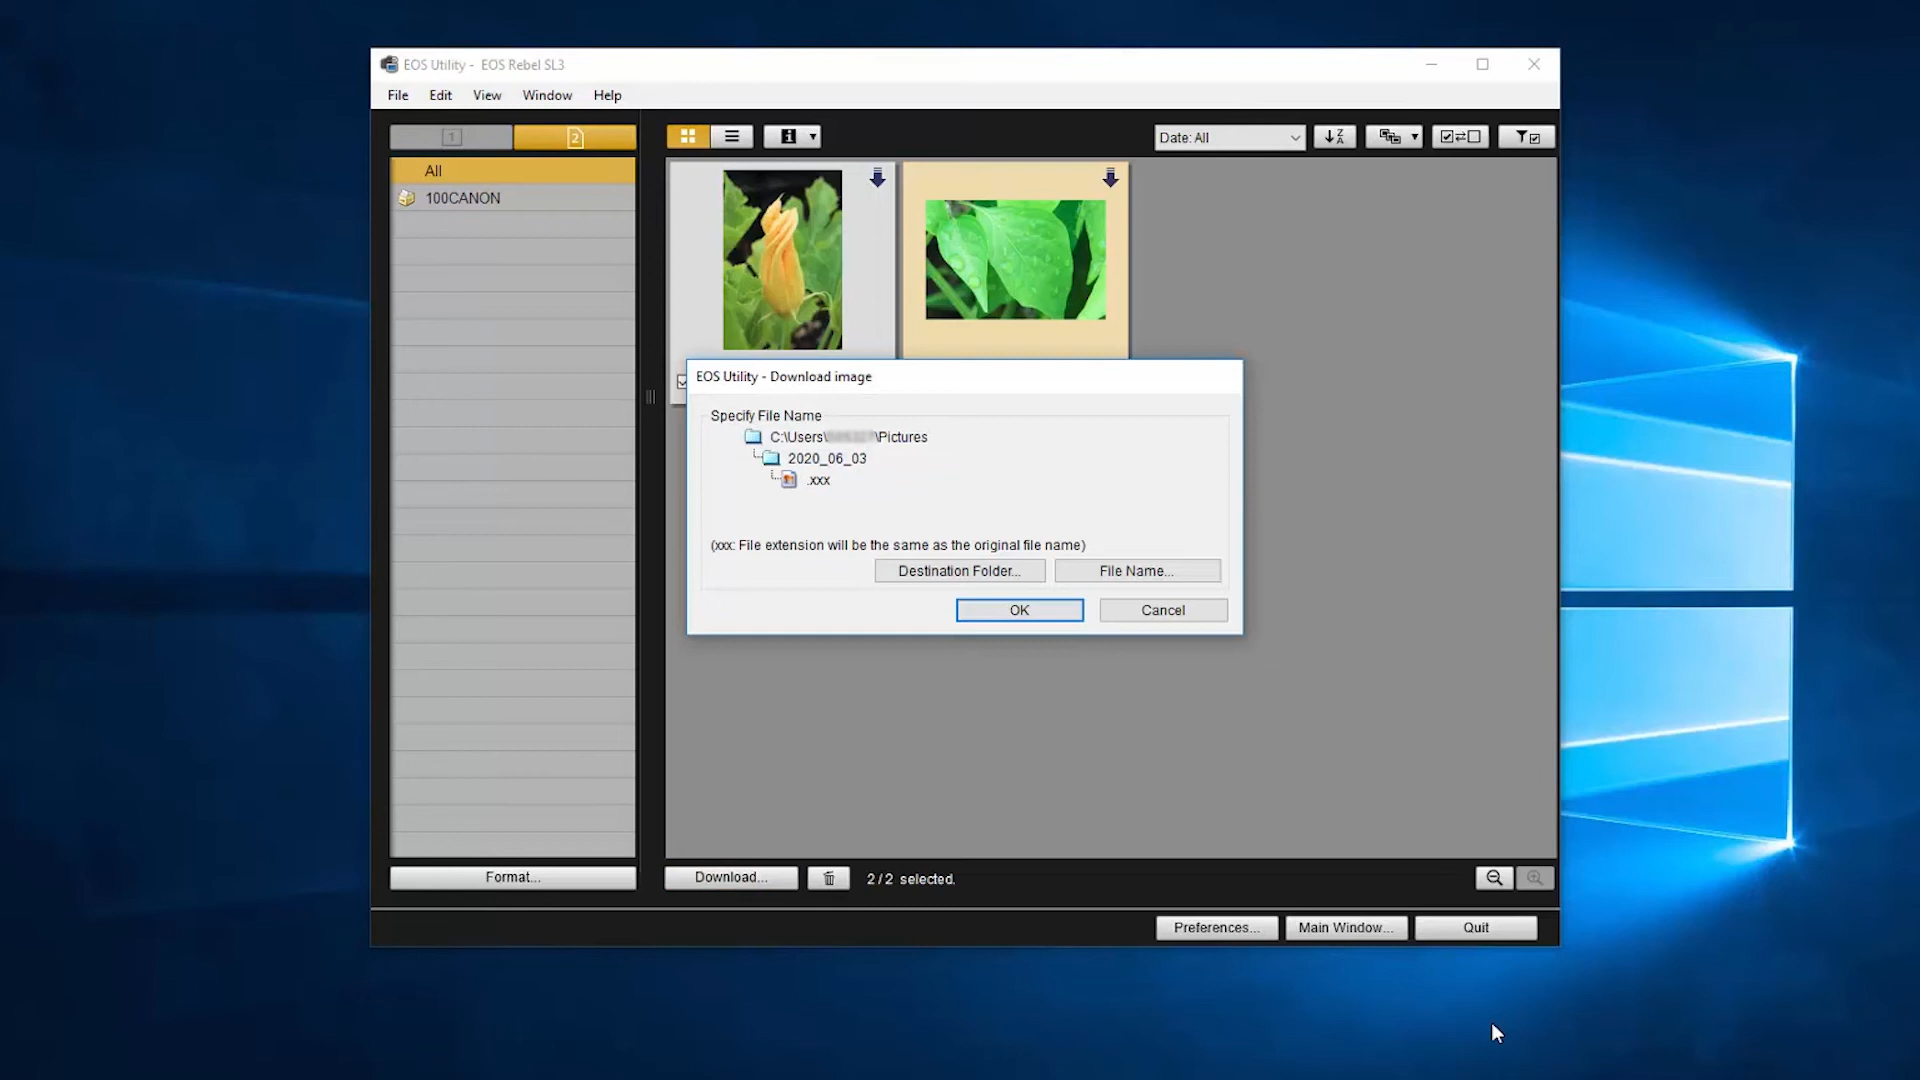 EOS Utility - EOS Rebel SL3
File Edit View Window Help
1 2
Date: All
All
100CANON
EOS Utility - Download image
Specify File Name
C:\Users\ \Pictures
2020_06_03
.xxx
(xxx: File extension will be the same as the original file name)
Destination Folder... File Name...
OK Cancel
Format...
Download... 2 / 2 selected.
Preferences... Main Window... Quit